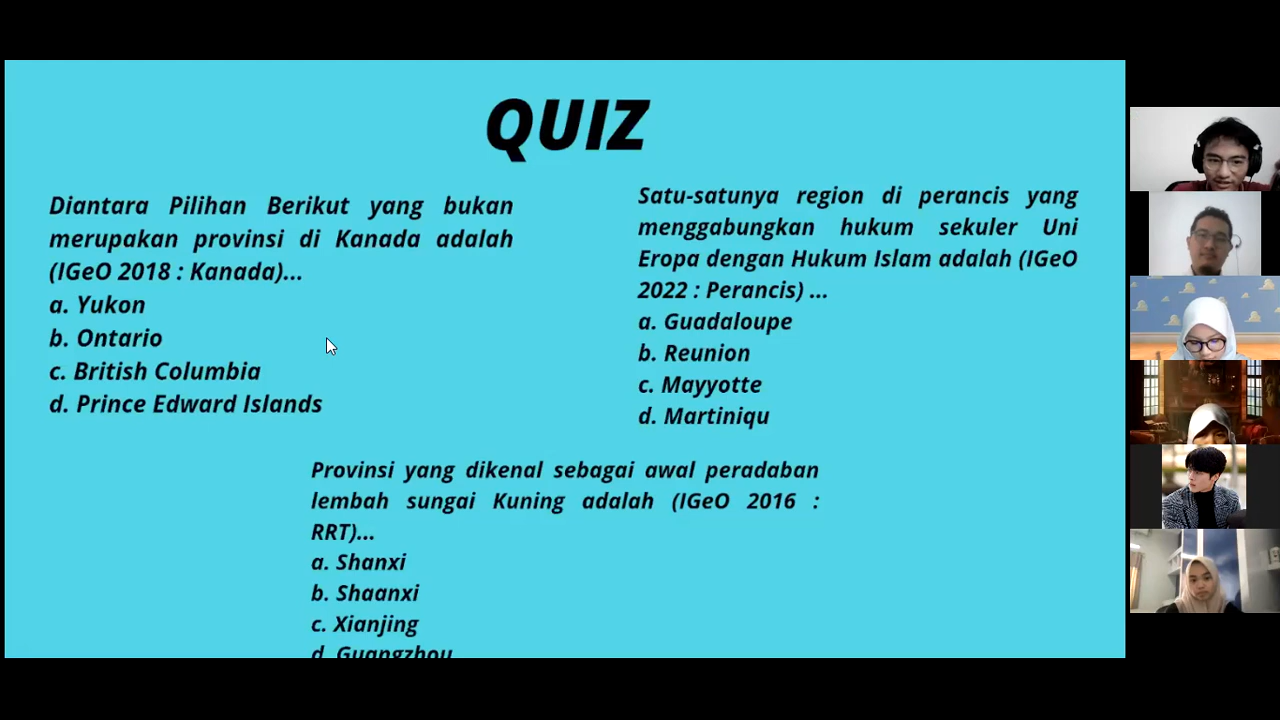 QUIZ
Diantara Pilihan Berikut yang bukan
merupakan provinsi di Kanada adalah
(IGeO 2018 : Kanada)...
a. Yukon
b. Ontario
c. British Columbia
d. Prince Edward Islands
Satu-satunya region di perancis yang
menggabungkan hukum sekuler Uni
Eropa dengan Hukum Islam adalah (IGeO
2022 : Perancis) ...
a. Guadaloupe
b. Reunion
c. Mayyotte
d. Martiniqu
Provinsi yang dikenal sebagai awal peradaban
lembah sungai Kuning adalah (IGeO 2016 :
RRT)...
a. Shanxi
b. Shaanxi
c. Xianjing
d. Guangzhou